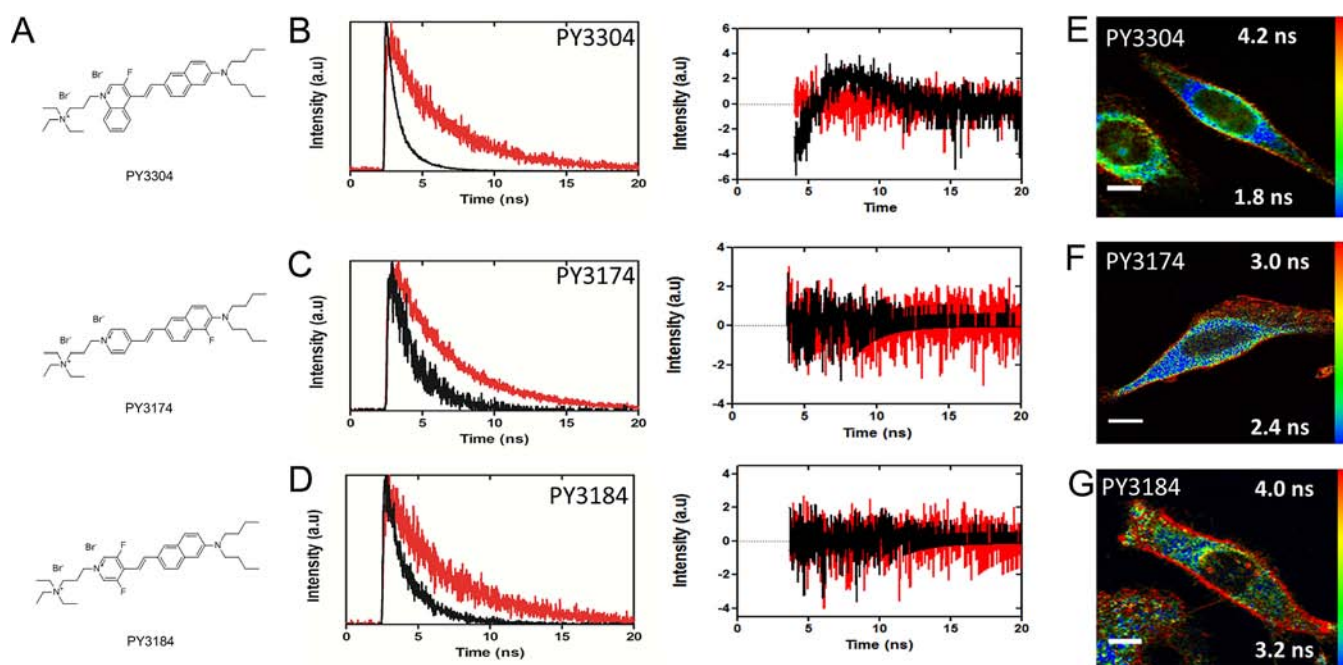 A
Br-
Br-
F
N
N+
N
PY3304
B
PY3304
Intensity (a.u)
0 5 10 15 20
Time (ns)
Intensity (a.u)
6
4
2
0
-2
-4
-6
0 5 10 15 20
Time
E
PY3304
4.2 ns
1.8 ns
Br-
Br-
N
N+
N
F
PY3174
C
PY3174
Intensity (a.u)
0 5 10 15 20
Time (ns)
Intensity (a.u)
4
2
0
-2
-4
0 5 10 15 20
Time (ns)
F
PY3174
3.0 ns
2.4 ns
Br-
Br-
F
N
N+
F
N
PY3184
D
PY3184
Intensity (a.u)
0 5 10 15 20
Time (ns)
Intensity (a.u)
4
2
0
-2
-4
0 5 10 15 20
Time (ns)
G
PY3184
4.0 ns
3.2 ns